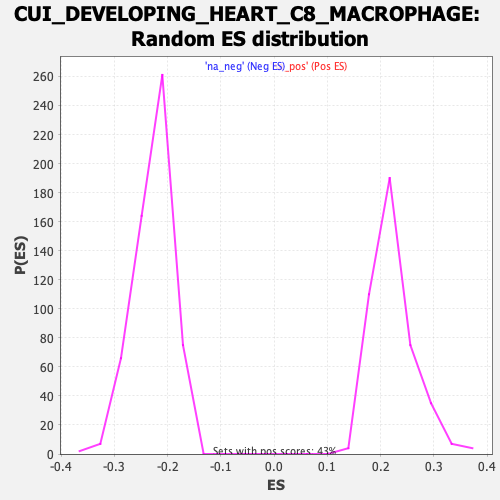 CUI_DEVELOPING_HEART_C8_MACROPHAGE:
Random ES distribution
'na_neg' (Neg ES)_pos' (Pos ES)
260
240
220
200
180
160
140
120
100
80
60
40
20
0
P(ES)
Sets with pos scores: 43%
-0.4 -0.3 -0.2 -0.1 0.0 0.1 0.2 0.3 0.4
ES